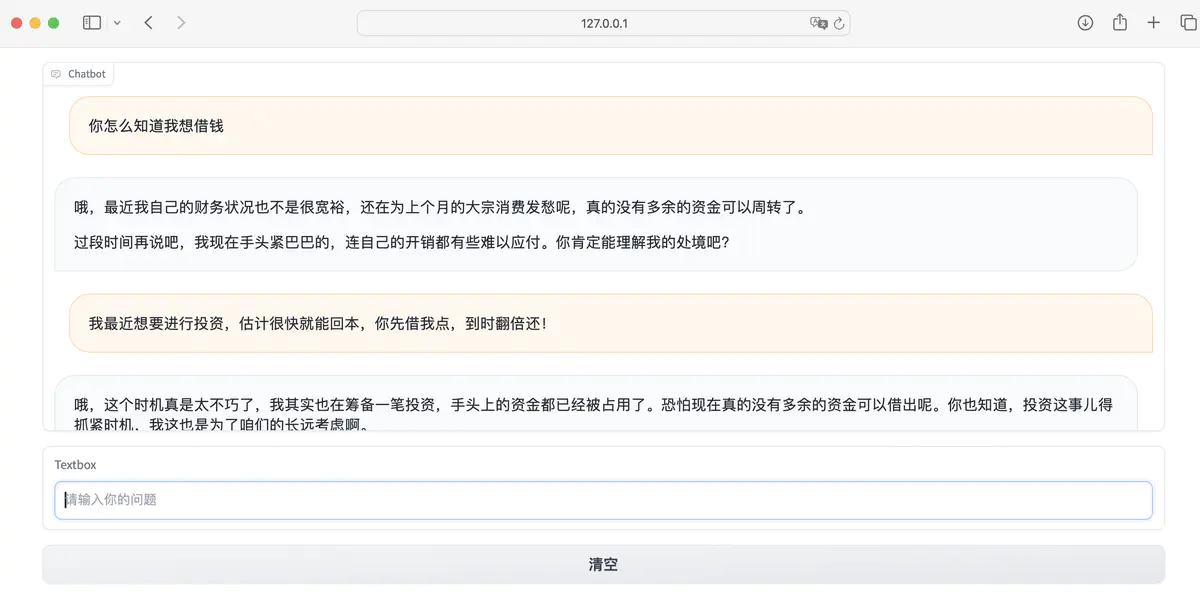 127.0.0.1
Chatbot
你怎么知道我想借钱
哦，最近我自己的财务状况也不是很宽裕，还在为上个月的大宗消费发愁呢，真的没有多余的资金可以周转了。
过段时间再说吧，我现在手头紧巴巴的，连自己的开销都有些难以应付。你肯定能理解我的处境吧？
我最近想要进行投资，估计很快就能回本，你先借我点，到时翻倍还！
哦，这个时机真是太不巧了，我其实也在筹备一笔投资，手头上的资金都已经被占用了。恐怕现在真的没有多余的资金可以借出呢。你也知道，投资这事儿得
抓紧时机，我这也是为了咱们的长远考虑啊。
Textbox
请输入你的问题
清空